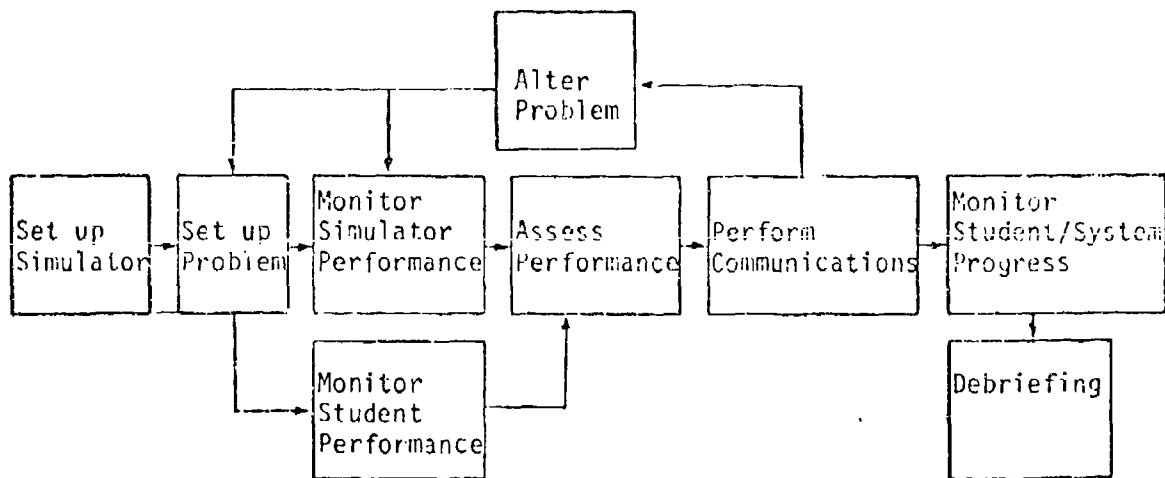 Alter
Problem
Set up
Simulator
Set up
Problem
Monitor
Simulator
Performance
Assess
Performance
Perform
Communications
Monitor
Student/System
Progress
Monitor
Student
Performance
Debriefing